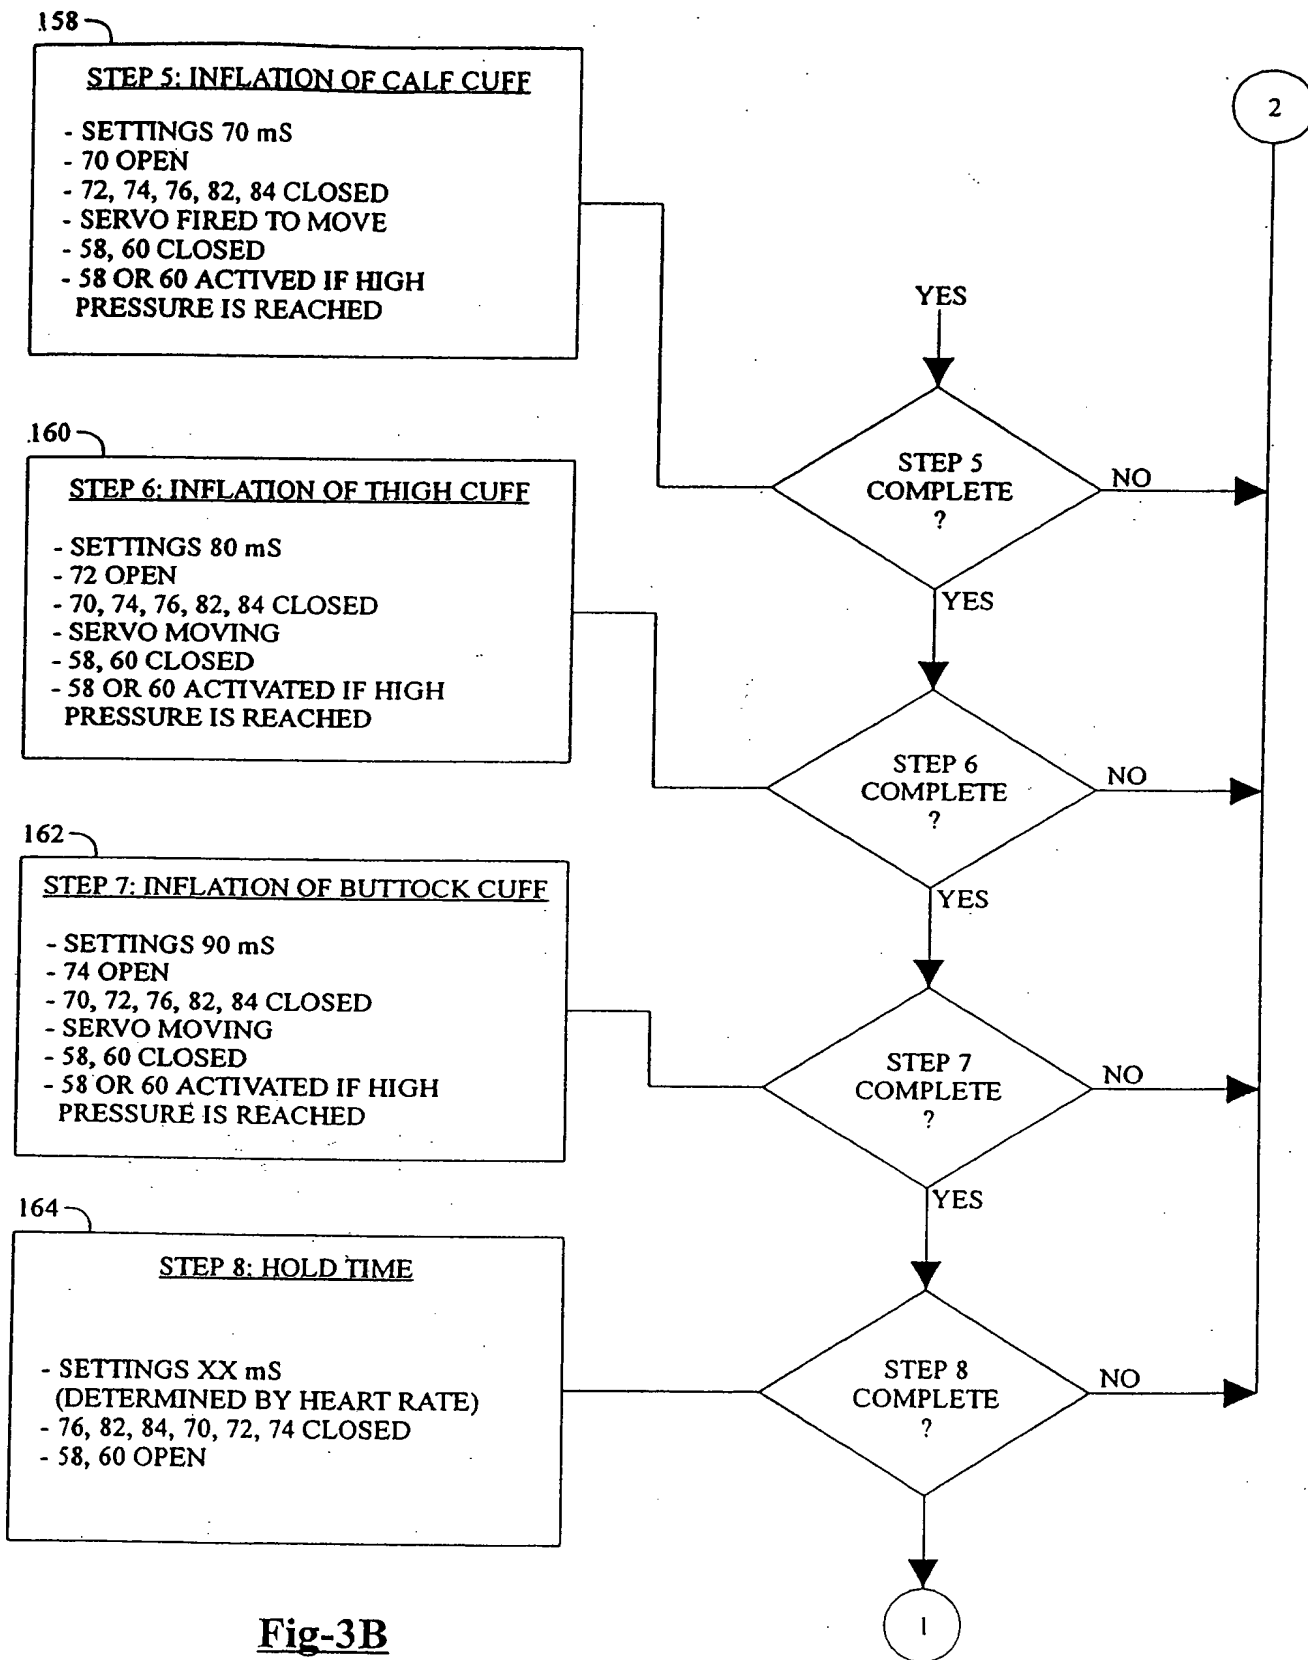 158
STEP 5: INFLATION OF CALF CUFF
- SETTINGS 70 mS
- 70 OPEN
- 72, 74, 76, 82, 84 CLOSED
- SERVO FIRED TO MOVE
- 58, 60 CLOSED
- 58 OR 60 ACTIVED IF HIGH
PRESSURE IS REACHED
2
YES
STEP 5
COMPLETE
?
NO
YES
160
STEP 6: INFLATION OF THIGH CUFF
- SETTINGS 80 mS
- 72 OPEN
- 70, 74, 76, 82, 84 CLOSED
- SERVO MOVING
- 58, 60 CLOSED
- 58 OR 60 ACTIVATED IF HIGH
PRESSURE IS REACHED
STEP 6
COMPLETE
?
NO
YES
162
STEP 7: INFLATION OF BUTTOCK CUFF
- SETTINGS 90 mS
- 74 OPEN
- 70, 72, 76, 82, 84 CLOSED
- SERVO MOVING
- 58, 60 CLOSED
- 58 OR 60 ACTIVATED IF HIGH
PRESSURE IS REACHED
STEP 7
COMPLETE
?
NO
YES
164
STEP 8: HOLD TIME
- SETTINGS XX mS
(DETERMINED BY HEART RATE)
- 76, 82, 84, 70, 72, 74 CLOSED
- 58, 60 OPEN
STEP 8
COMPLETE
?
NO
1
Fig-3B